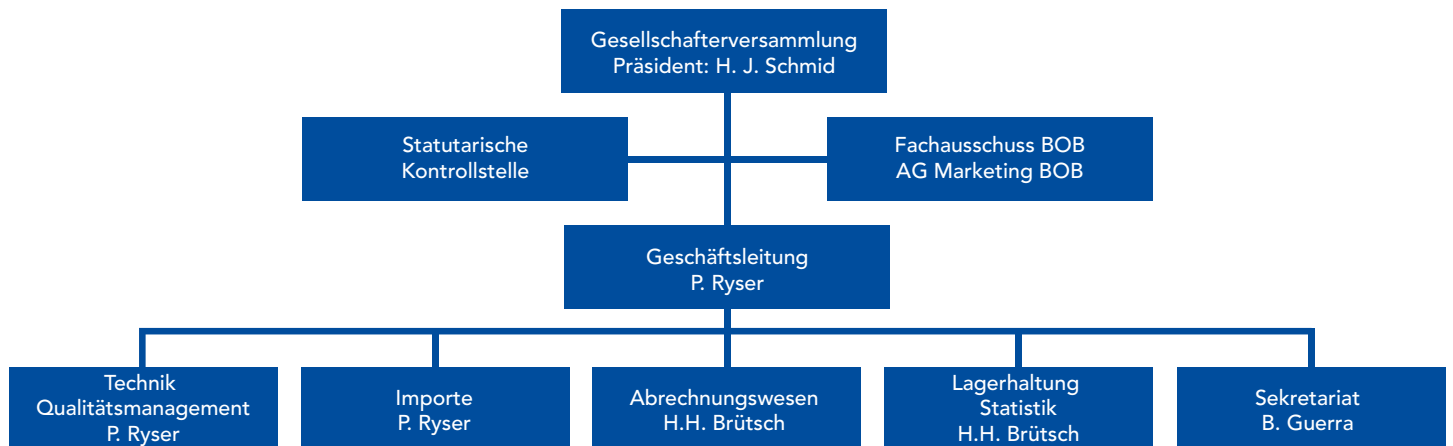 Gesellschafterversammlung
Präsident: H. J. Schmid
Statutarische
Kontrollstelle
Fachausschuss BOB
AG Marketing BOB
Geschäftsleitung
P. Ryser
Technik
Qualitätsmanagement
P. Ryser
Importe
P. Ryser
Abrechnungswesen
H.H. Brütsch
Lagerhaltung
Statistik
H.H. Brütsch
Sekretariat
B. Guerra